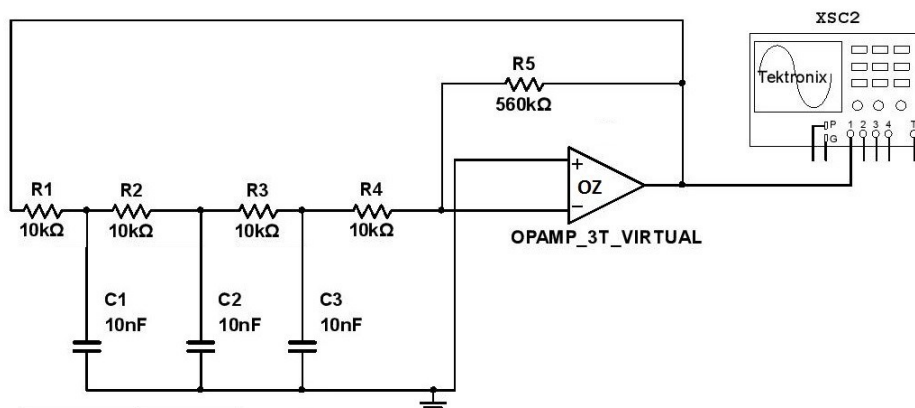 XSC2
R5
560kΩ
Tektronix
P
G
1 2 3 4 T
R1
10kΩ
R2
10kΩ
R3
10kΩ
R4
10kΩ
+
OZ
−
OPAMP_3T_VIRTUAL
C1
10nF
C2
10nF
C3
10nF